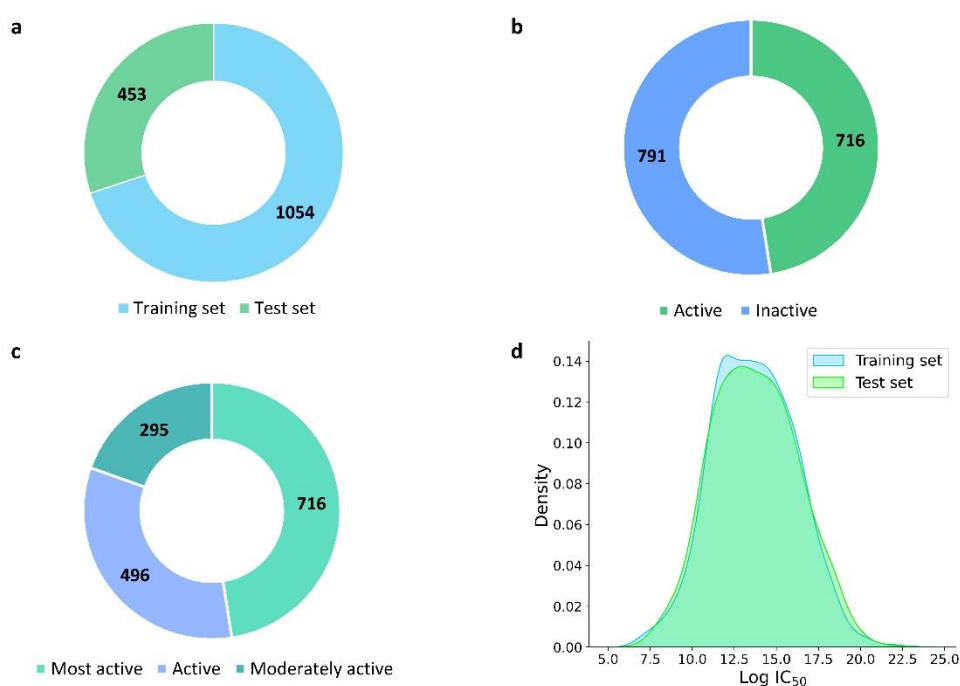 a
453
1054
Training set Test set
b
791
716
Active Inactive
c
295
716
496
Most active Active Moderately active
d
0.14
0.12
0.10
0.08
0.06
0.04
0.02
0.00
Density
Training set
Test set
5.0 7.5 10.0 12.5 15.0 17.5 20.0 22.5 25.0
Log IC₅₀